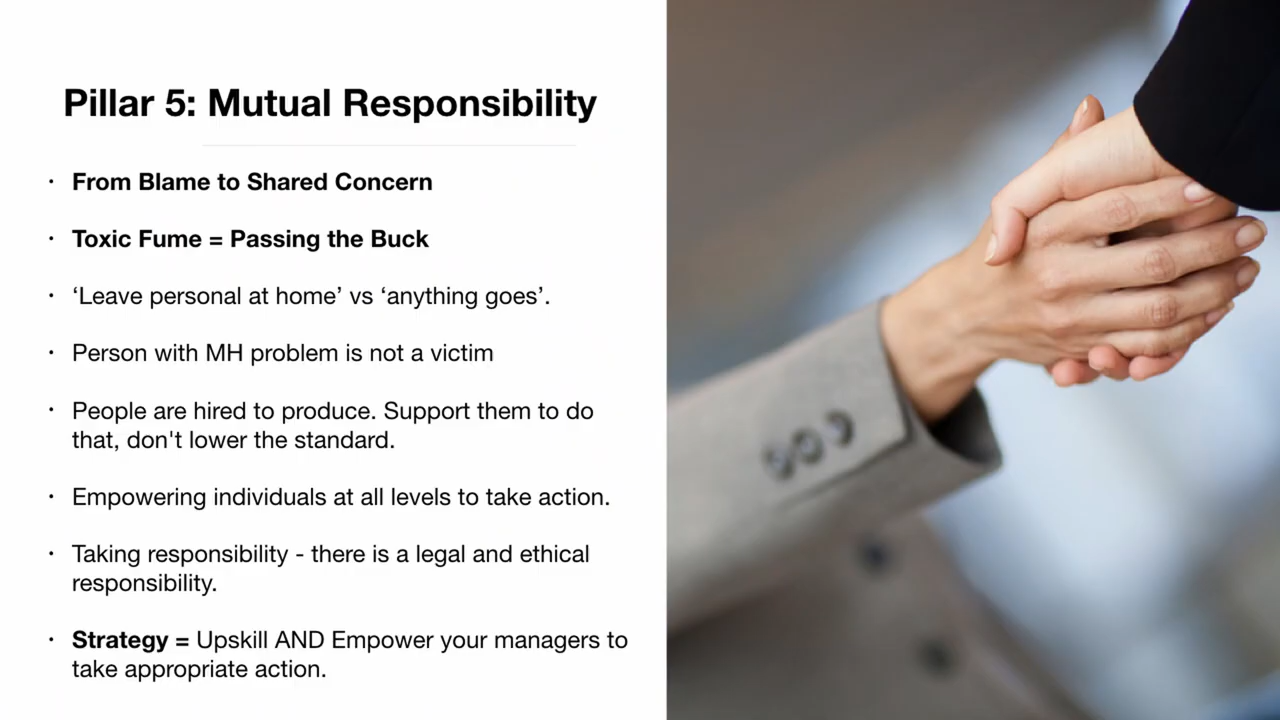 Pillar 5: Mutual Responsibility
• From Blame to Shared Concern
• Toxic Fume = Passing the Buck
• ‘Leave personal at home’ vs ‘anything goes’.
• Person with MH problem is not a victim
• People are hired to produce. Support them to do
that, don't lower the standard.
• Empowering individuals at all levels to take action.
• Taking responsibility - there is a legal and ethical
responsibility.
• Strategy = Upskill AND Empower your managers to
take appropriate action.